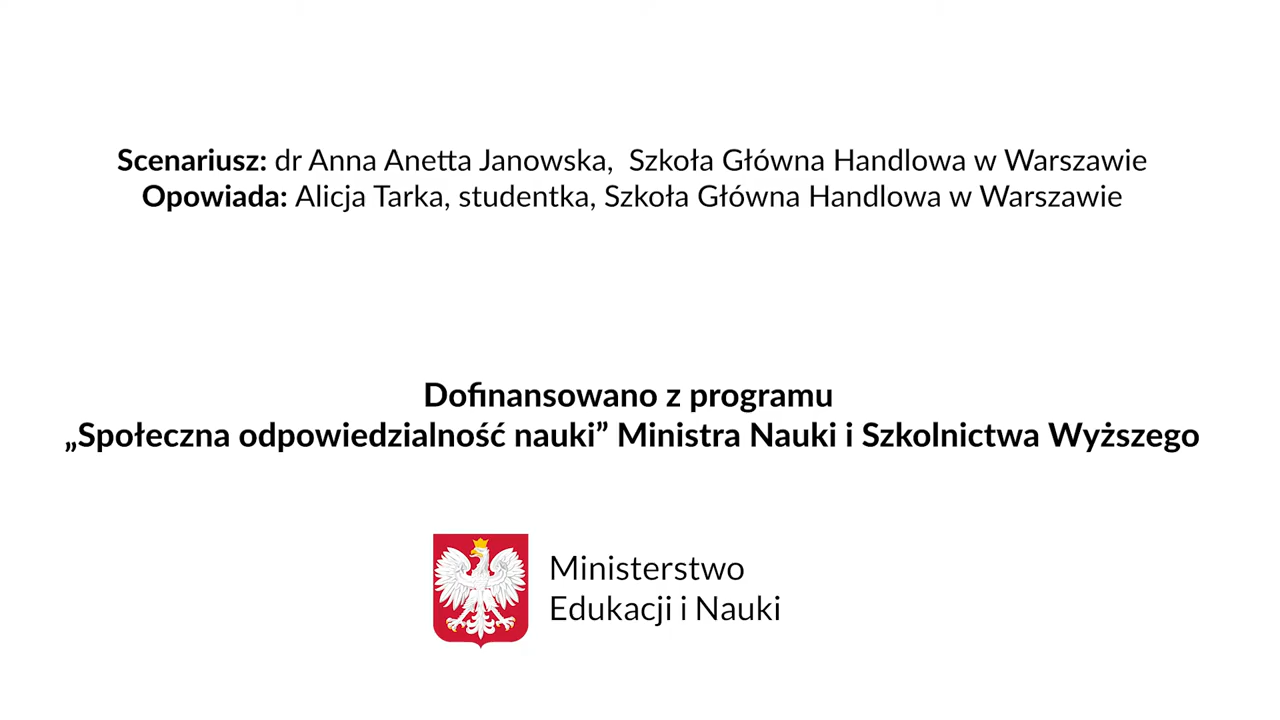 Scenariusz: dr Anna Anetta Janowska, Szkoła Główna Handlowa w Warszawie
Opowiada: Alicja Tarka, studentka, Szkoła Główna Handlowa w Warszawie
Dofinansowano z programu
„Społeczna odpowiedzialność nauki” Ministra Nauki i Szkolnictwa Wyższego
Ministerstwo
Edukacji i Nauki